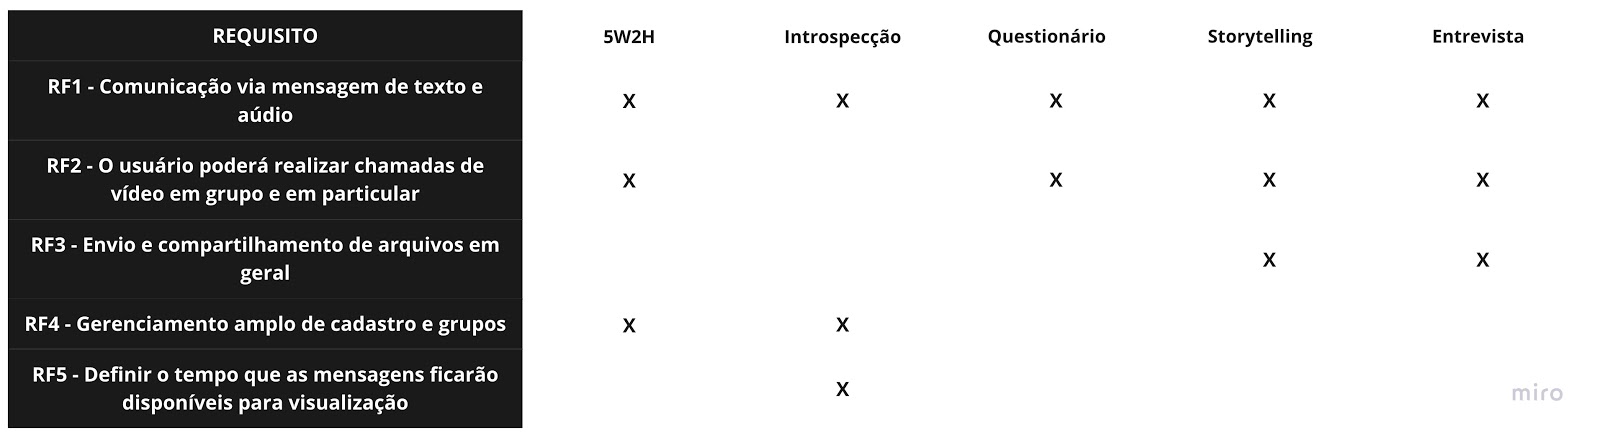 REQUISITO 5W2H Introspecção Questionário Storytelling Entrevista
RF1 - Comunicação via mensagem de texto e
aúdio
X X X X X
RF2 - O usuário poderá realizar chamadas de
vídeo em grupo e em particular
X X X X
RF3 - Envio e compartilhamento de arquivos em
geral
X X
RF4 - Gerenciamento amplo de cadastro e grupos X X
RF5 - Definir o tempo que as mensagens ficarão
disponíveis para visualização
X
miro